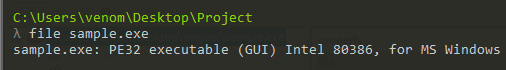 C:\Users\venom\Desktop\Project
λ file sample.exe
sample.exe: PE32 executable (GUI) Intel 80386, for MS Windows